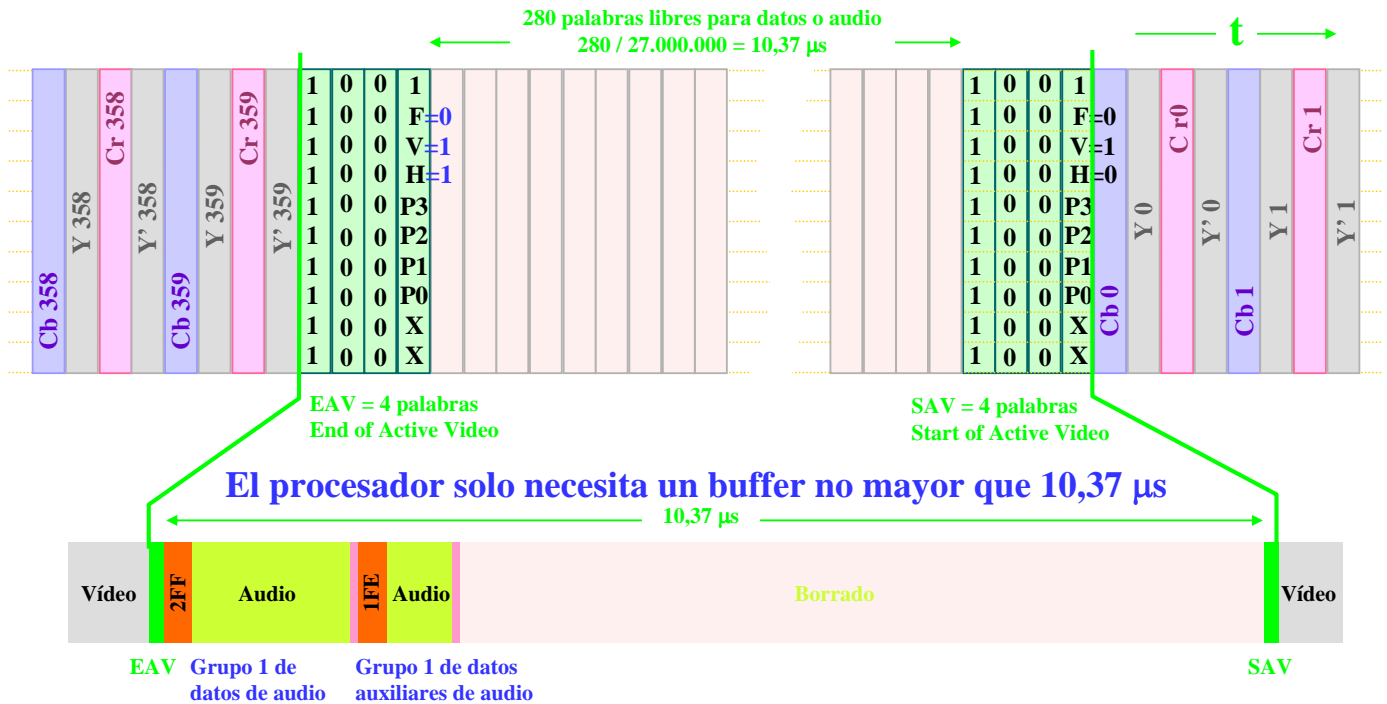 280 palabras libres para datos o audio
280 / 27.000.000 = 10,37 μs
t
Cb 358
Y 358
Cr 358
Y’ 358
Cb 359
Y 359
Cr 359
Y’ 359
1 0 0 1
1 0 0 F=0
1 0 0 V=1
1 0 0 H=1
1 0 0 P3
1 0 0 P2
1 0 0 P1
1 0 0 P0
1 0 0 X
1 0 0 X
1 0 0 1
1 0 0 F=0
1 0 0 V=1
1 0 0 H=0
1 0 0 P3
1 0 0 P2
1 0 0 P1
1 0 0 P0
1 0 0 X
1 0 0 X
Cb 0
Y 0
C r0
Y’ 0
Cb 1
Y 1
Cr 1
Y’ 1
EAV = 4 palabras
End of Active Video
SAV = 4 palabras
Start of Active Video
El procesador solo necesita un buffer no mayor que 10,37 μs
10,37 μs
Vídeo
2FF
Audio
1FE
Audio
Borrado
Vídeo
EAV
Grupo 1 de
datos de audio
Grupo 1 de datos
auxiliares de audio
SAV